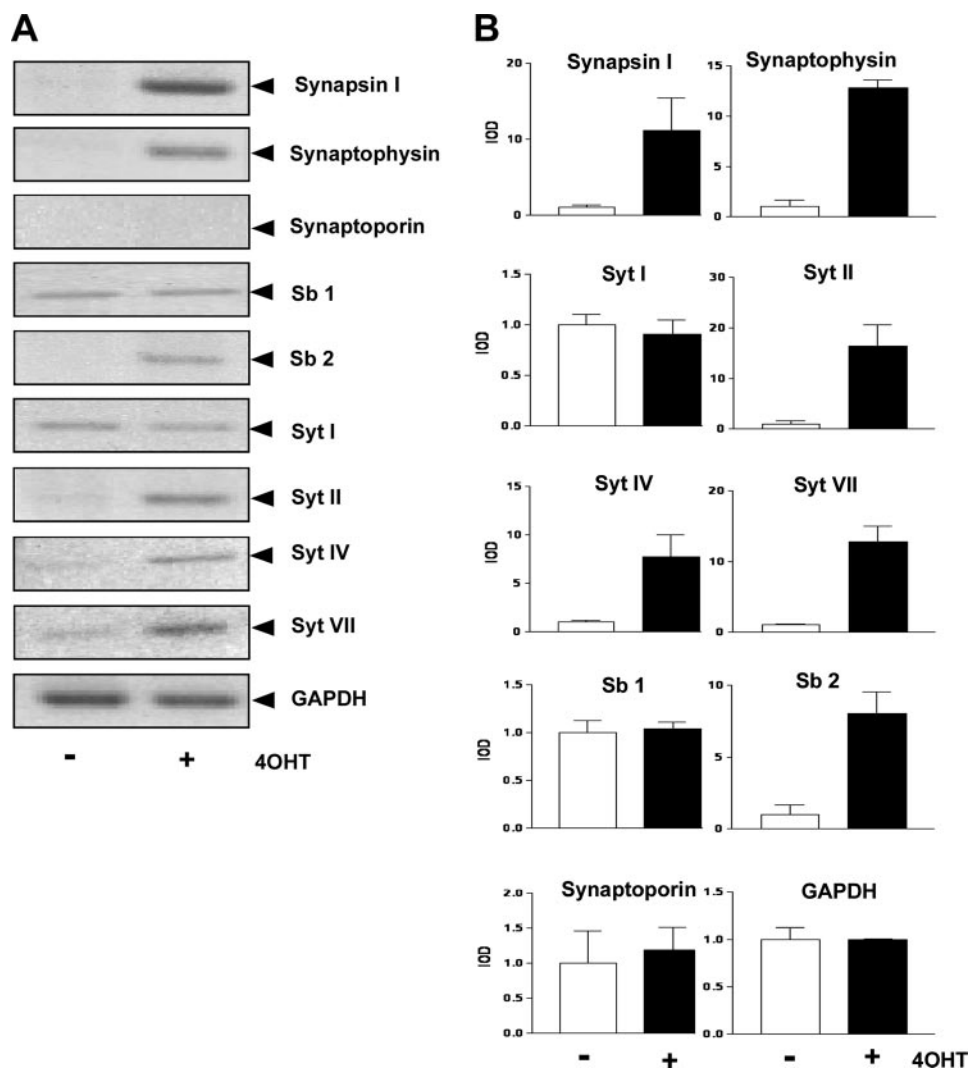 A
Synapsin I
Synaptophysin
Synaptoporin
Sb 1
Sb 2
Syt I
Syt II
Syt IV
Syt VII
GAPDH
- + 4OHT
B
Synapsin I Synaptophysin
IOD
20
10
0
15
10
5
0
Syt I Syt II
IOD
1.5
1.0
0.5
0.0
30
20
10
0
Syt IV Syt VII
IOD
15
10
5
0
20
10
0
Sb 1 Sb 2
IOD
1.5
1.0
0.5
0.0
10
5
0
Synaptoporin GAPDH
IOD
2.0
1.5
1.0
0.5
0.0
1.5
1.0
0.5
0.0
- + - + 4OHT